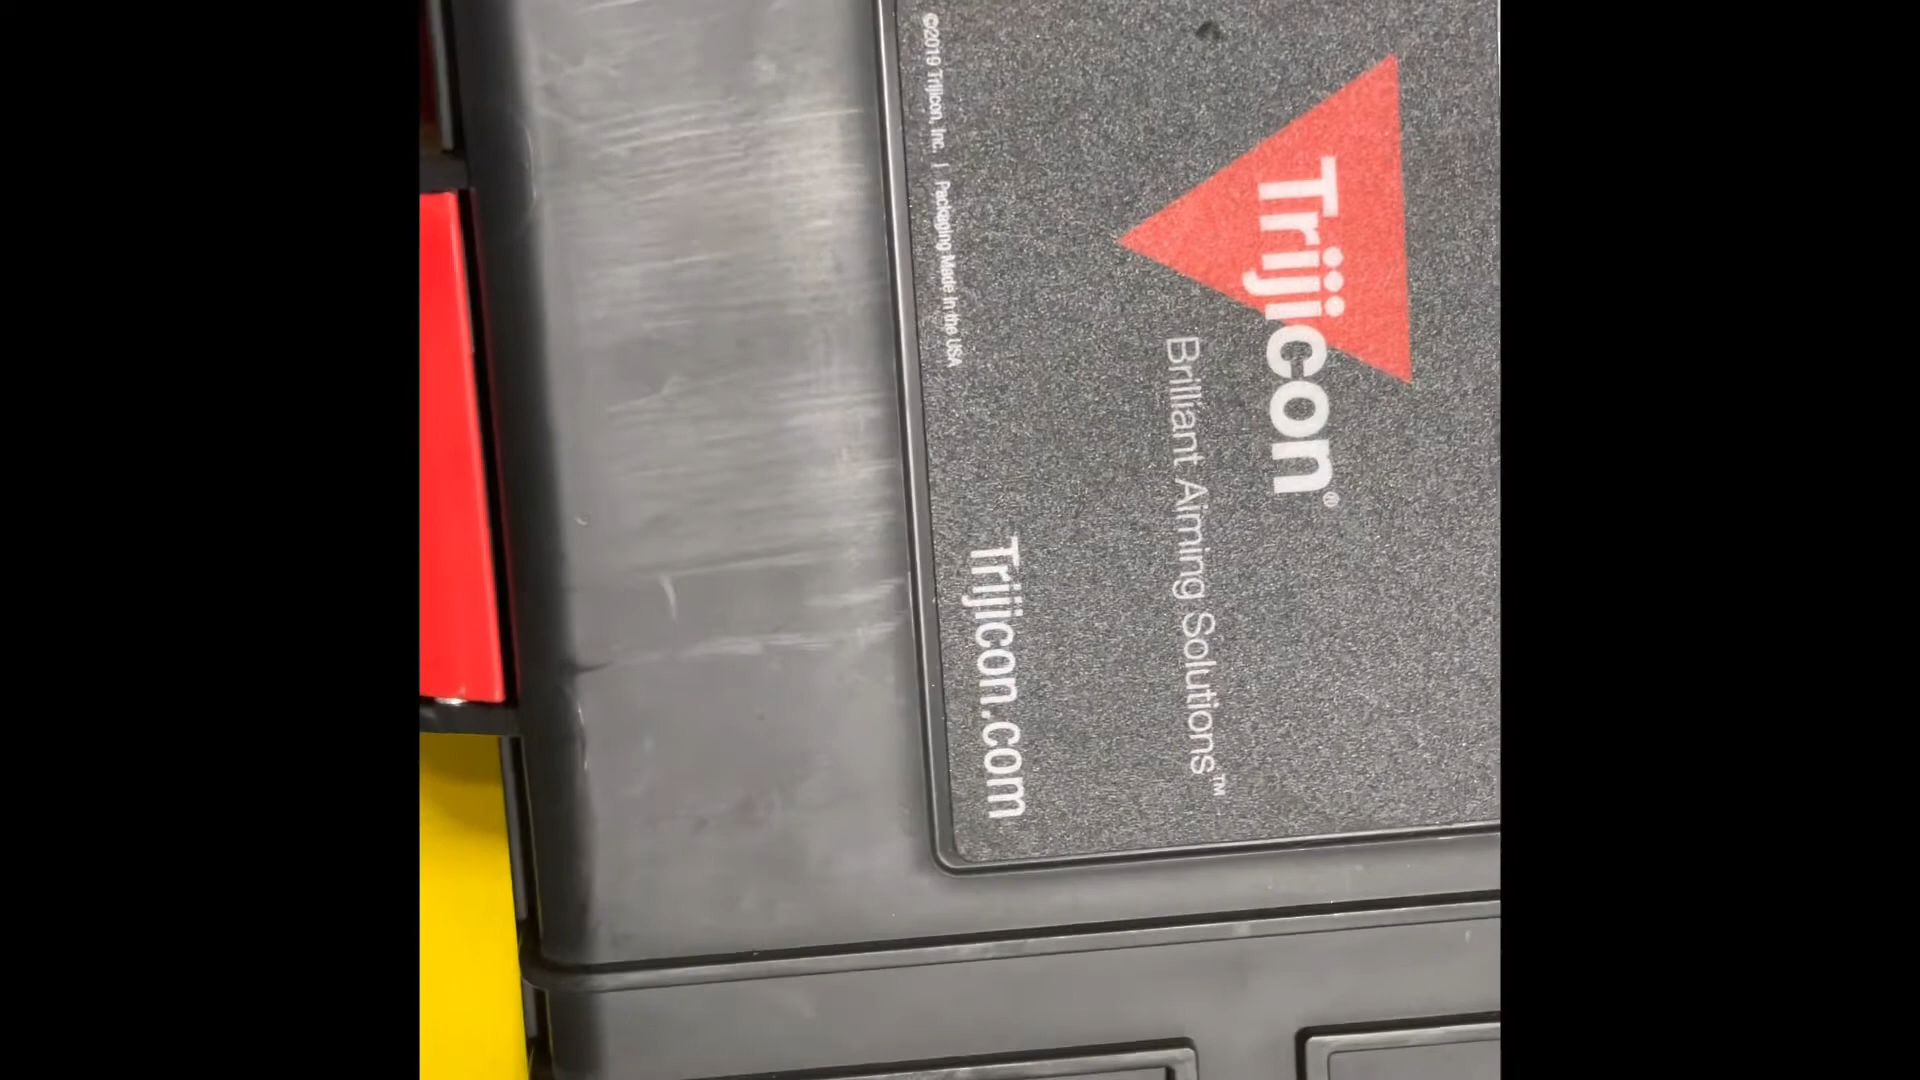 Trijicon®
Brilliant Aiming Solutions™
Trijicon.com
©2019 Trijicon, Inc. | Packaging Made in the USA